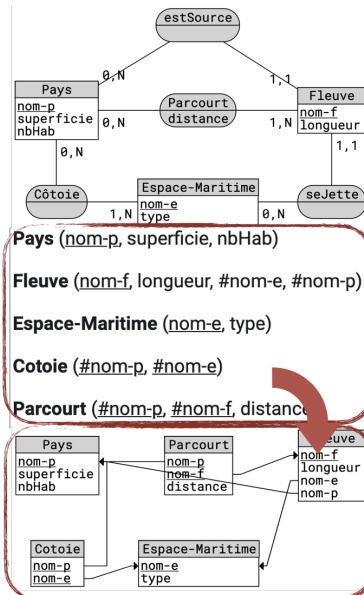 estSource
0,N
1,1
Pays
nom-p
superficie
nbHab
Parcourt
distance
Fleuve
nom-f
longueur
0,N
1,N
0,N
1,1
Côtoie
Espace-Maritime
nom-e
type
seJette
1,N
0,N
Pays (nom-p, superficie, nbHab)
Fleuve (nom-f, longueur, #nom-e, #nom-p)
Espace-Maritime (nom-e, type)
Cotoie (#nom-p, #nom-e)
Parcourt (#nom-p, #nom-f, distance
Pays
nom-p
superficie
nbHab
Parcourt
nom-p
nom-f
distance
euve
nom-f
longueur
nom-e
nom-p
Cotoie
nom-p
nom-e
Espace-Maritime
nom-e
type